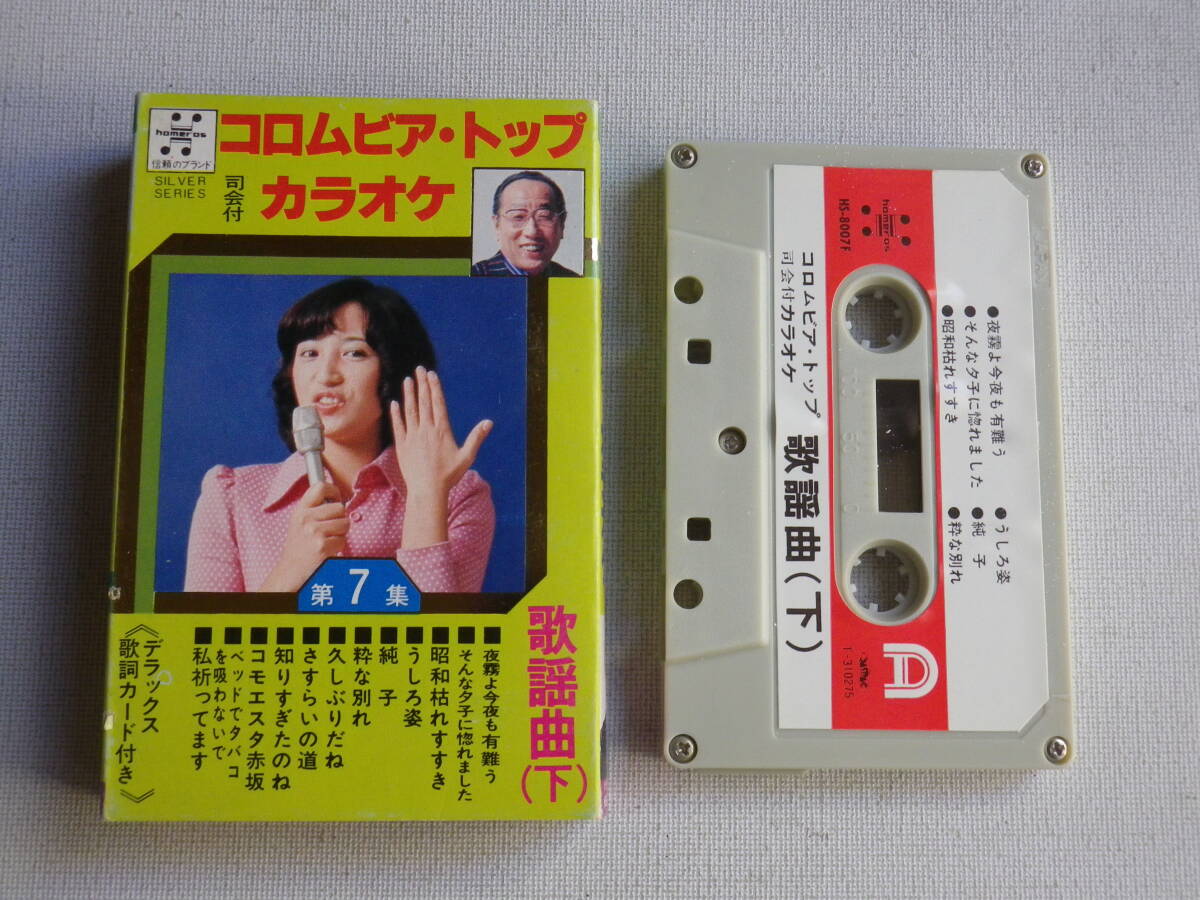 homeros
信頼のブランド
SILVER
SERIES
コロムビア・トップ
司会付
カラオケ
第7集
歌謡曲(下)
■夜霧よ今夜も有難う
■そんな夕子に惚れました
■昭和枯れすすき
■うしろ姿
■純子
■粋な別れ
■久しぶりだね
■さすらいの道
■知りすぎたのね
■コモエスタ赤坂
■ベッドでタバコ
を吸わないで
■私祈ってます
《デラックス
歌詞カード付き》
homeros
HS-8007F
●夜霧よ今夜も有難う
●そんな夕子に惚れました
●昭和枯れすすき
●うしろ姿
●純子
●粋な別れ
コロムビア・トップ
司会付カラオケ
歌謡曲(下)
A
T-310275